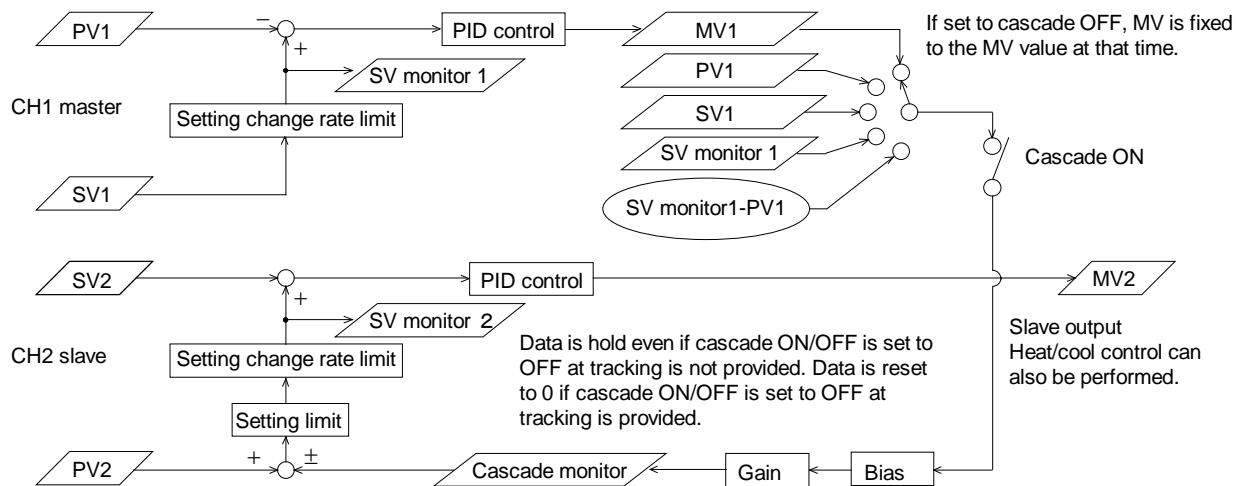 PV1
−
+
PID control
MV1
If set to cascade OFF, MV is fixed
to the MV value at that time.
SV monitor 1
PV1
CH1 master
Setting change rate limit
SV1
SV monitor 1
Cascade ON
SV1
SV monitor1-PV1
SV2
+
PID control
MV2
SV monitor 2
CH2 slave
Setting change rate limit
Data is hold even if cascade ON/OFF is set to
OFF at tracking is not provided. Data is reset
to 0 if cascade ON/OFF is set to OFF at
tracking is provided.
Slave output
Heat/cool control can
also be performed.
Setting limit
PV2
+
±
Cascade monitor
Gain
Bias